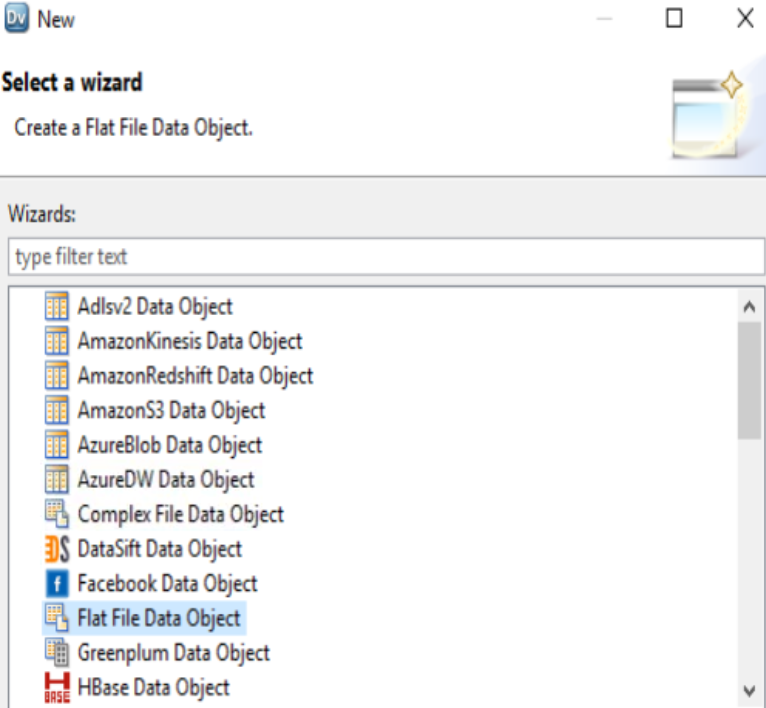 Dv New
Select a wizard
Create a Flat File Data Object.
Wizards:
type filter text
Adlsv2 Data Object
AmazonKinesis Data Object
AmazonRedshift Data Object
AmazonS3 Data Object
AzureBlob Data Object
AzureDW Data Object
Complex File Data Object
DS DataSift Data Object
f Facebook Data Object
Flat File Data Object
Greenplum Data Object
H BASE HBase Data Object